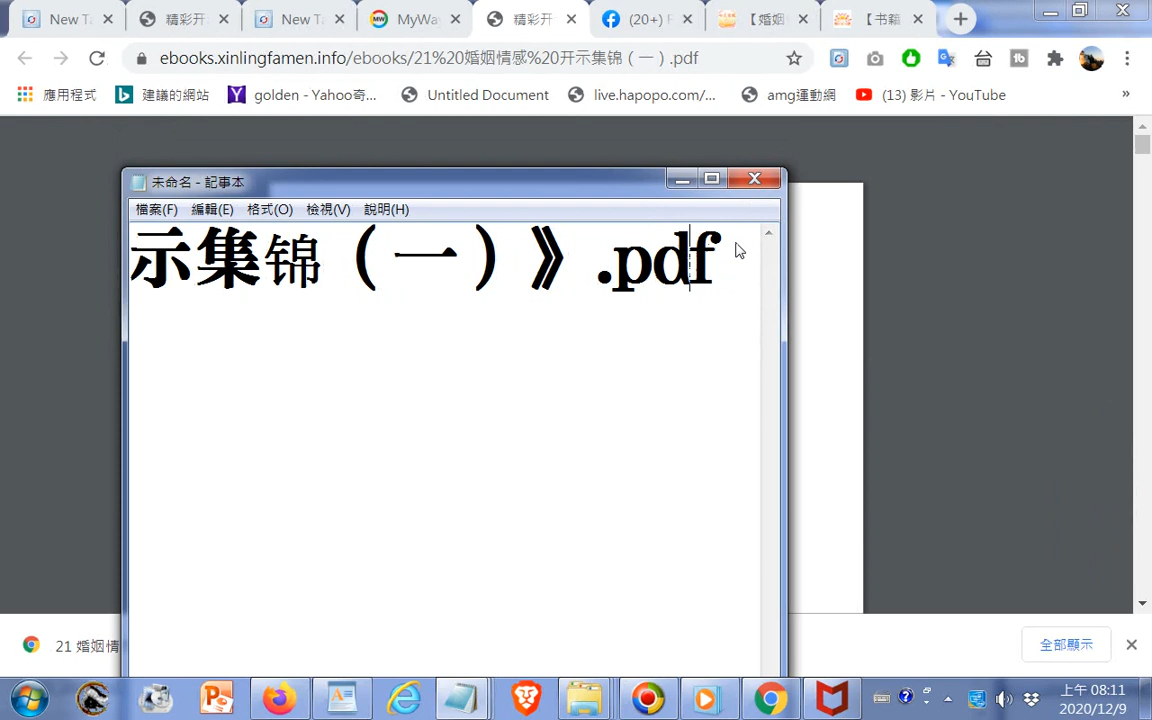 New Ta
精彩开
New Ta
MyWa
精彩开
(20+) F
【婚姻
【书籍
ebooks.xinlingfamen.info/ebooks/21%20婚姻情感%20开示集锦（一）.pdf
應用程式
建議的網站
golden - Yahoo奇...
Untitled Document
live.hapopo.com/...
amg運動網
(13) 影片 - YouTube
»
未命名 - 記事本
檔案(F) 編輯(E) 格式(O) 檢視(V) 說明(H)
示集锦（一）》.pdf
21 婚姻情
全部顯示
上午 08:11
2020/12/9